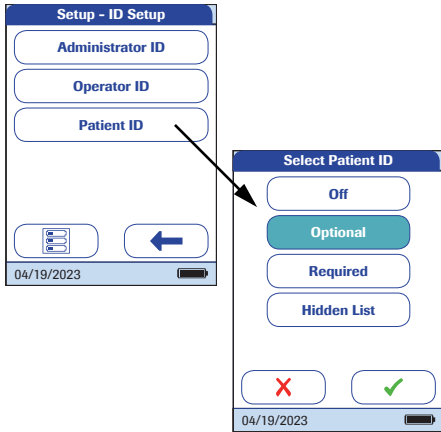 Setup - ID Setup
Administrator ID
Operator ID
Patient ID
04/19/2023
Select Patient ID
Off
Optional
Required
Hidden List
04/19/2023